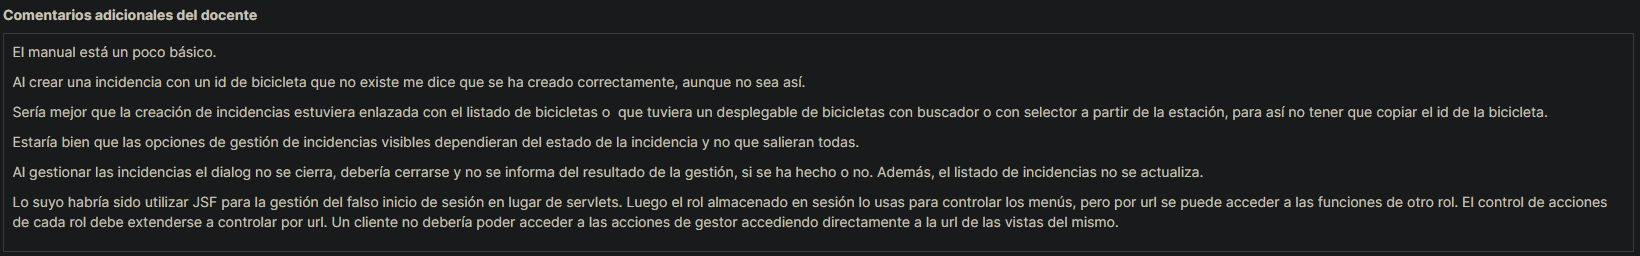 Comentarios adicionales del docente
El manual está un poco básico.
Al crear una incidencia con un id de bicicleta que no existe me dice que se ha creado correctamente, aunque no sea así.
Sería mejor que la creación de incidencias estuviera enlazada con el listado de bicicletas o  que tuviera un desplegable de bicicletas con buscador o con selector a partir de la estación, para así no tener que copiar el id de la bicicleta.
Estaría bien que las opciones de gestión de incidencias visibles dependieran del estado de la incidencia y no que salieran todas.
Al gestionar las incidencias el dialog no se cierra, debería cerrarse y no se informa del resultado de la gestión, si se ha hecho o no. Además, el listado de incidencias no se actualiza.
Lo suyo habría sido utilizar JSF para la gestión del falso inicio de sesión en lugar de servlets. Luego el rol almacenado en sesión lo usas para controlar los menús, pero por url se puede acceder a las funciones de otro rol. El control de acciones
de cada rol debe extenderse a controlar por url. Un cliente no debería poder acceder a las acciones de gestor accediendo directamente a la url de las vistas del mismo.